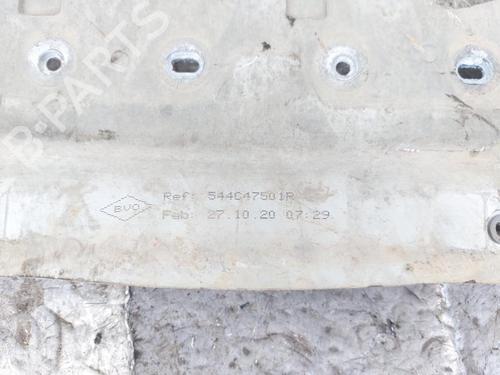 B-PARTS
BVO
Ref: 544C47501R
Fab: 27.10.20 07:29